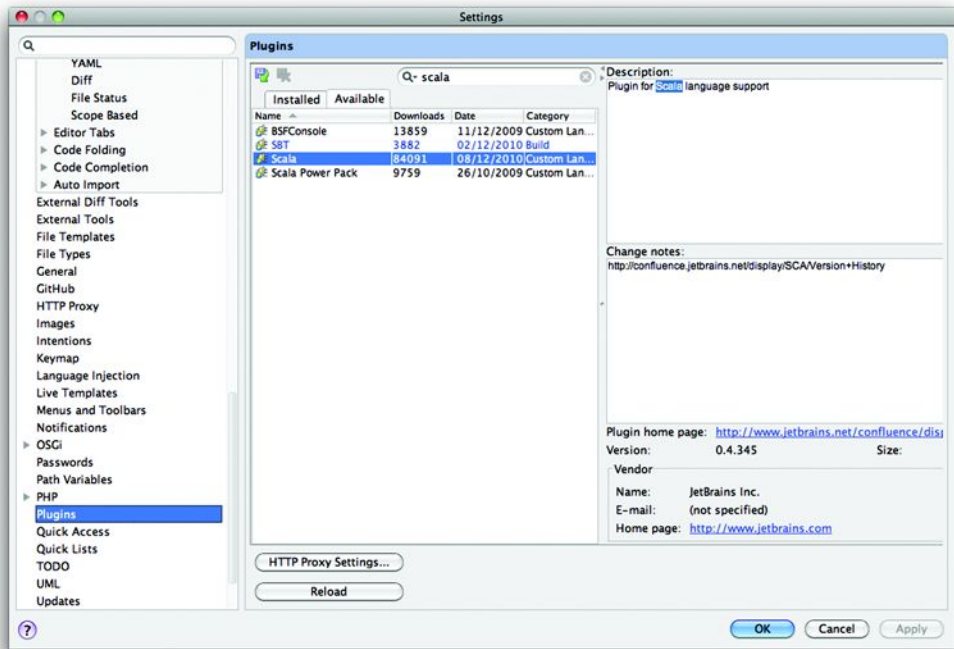 Settings
YAML
Diff
File Status
Scope Based
Editor Tabs
Code Folding
Code Completion
Auto Import
External Diff Tools
External Tools
File Templates
File Types
General
GitHub
HTTP Proxy
Images
Intentions
Keymap
Language Injection
Live Templates
Menus and Toolbars
Notifications
OSGi
Passwords
Path Variables
PHP
Plugins
Quick Access
Quick Lists
TODO
UML
Updates
Plugins
scala
Installed Available
Name Downloads Date Category
BSFConsole 13859 11/12/2009 Custom Lan...
SBT 3882 02/12/2010 Build
Scala 84091 08/12/2010 Custom Lan...
Scala Power Pack 9759 26/10/2009 Custom Lan...
HTTP Proxy Settings...
Reload
Description:
Plugin for Scala language support
Change notes:
http://confluence.jetbrains.net/display/SCA/Version+History
Plugin home page: http://www.jetbrains.net/confluence/disp
Version: 0.4.345 Size:
Vendor
Name: JetBrains Inc.
E-mail: (not specified)
Home page: http://www.jetbrains.com
? OK Cancel Apply